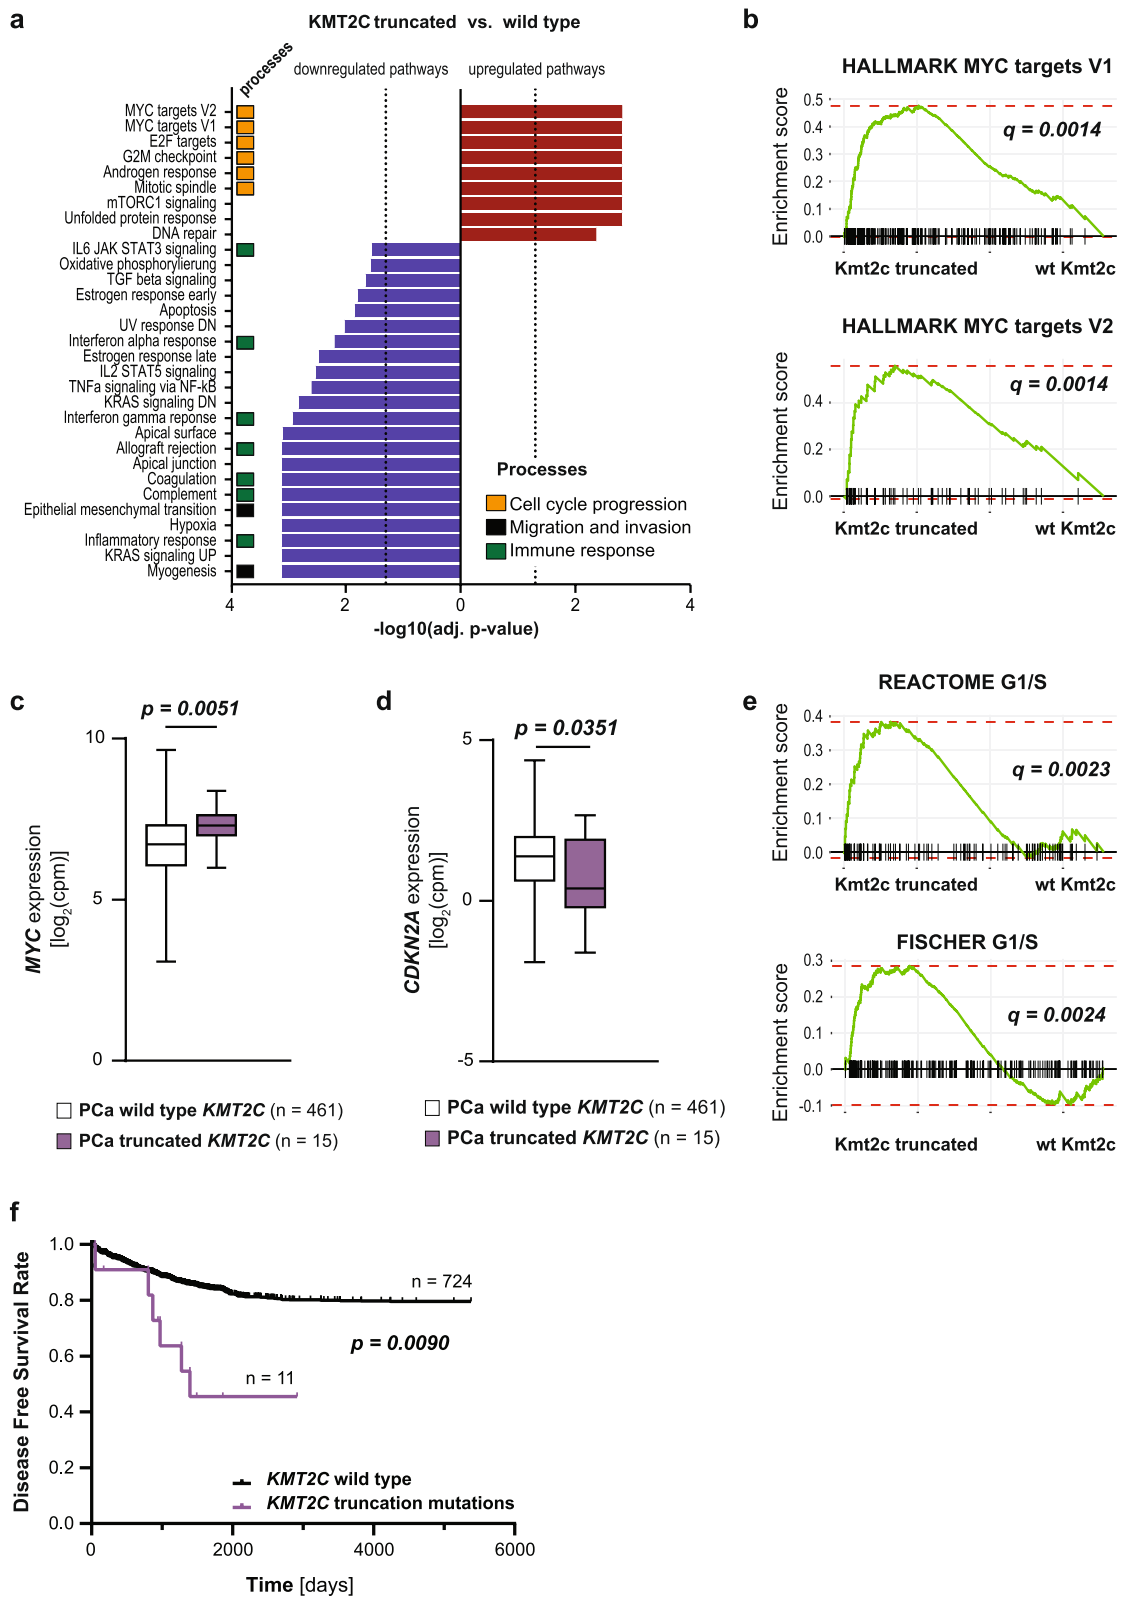 a
KMT2C truncated vs. wild type
processes
downregulated pathways
upregulated pathways
MYC targets V2
MYC targets V1
E2F targets
G2M checkpoint
Androgen response
Mitotic spindle
mTORC1 signaling
Unfolded protein response
DNA repair
IL6 JAK STAT3 signaling
Oxidative phosphorylierung
TGF beta signaling
Estrogen response early
Apoptosis
UV response DN
Interferon alpha response
Estrogen response late
IL2 STAT5 signaling
TNFa signaling via NF-kB
KRAS signaling DN
Interferon gamma reponse
Apical surface
Allograft rejection
Apical junction
Coagulation
Complement
Epithelial mesenchymal transition
Hypoxia
Inflammatory response
KRAS signaling UP
Myogenesis
Processes
Cell cycle progression
Migration and invasion
Immune response
4 2 0 2 4
-log10(adj. p-value)
b
HALLMARK MYC targets V1
Enrichment score
0.5
0.4
0.3
0.2
0.1
0.0
q = 0.0014
Kmt2c truncated wt Kmt2c
HALLMARK MYC targets V2
Enrichment score
0.4
0.2
0.0
q = 0.0014
Kmt2c truncated wt Kmt2c
c
p = 0.0051
MYC expression
[log2(cpm)]
10
5
0
PCa wild type KMT2C (n = 461)
PCa truncated KMT2C (n = 15)
d
p = 0.0351
CDKN2A expression
[log2(cpm)]
5
0
-5
PCa wild type KMT2C (n = 461)
PCa truncated KMT2C (n = 15)
e
REACTOME G1/S
Enrichment score
0.4
0.3
0.2
0.1
0.0
q = 0.0023
Kmt2c truncated wt Kmt2c
FISCHER G1/S
Enrichment score
0.3
0.2
0.1
0.0
-0.1
q = 0.0024
Kmt2c truncated wt Kmt2c
f
Disease Free Survival Rate
1.0
0.8
0.6
0.4
0.2
0.0
n = 724
p = 0.0090
n = 11
KMT2C wild type
KMT2C truncation mutations
0 2000 4000 6000
Time [days]